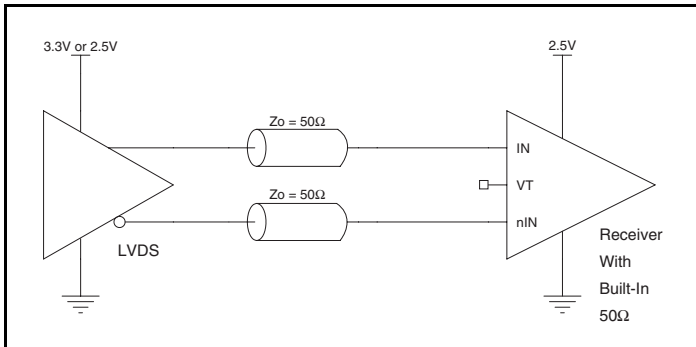 3.3V or 2.5V
2.5V
Zo = 50Ω
IN
VT
Zo = 50Ω
nIN
LVDS
Receiver
With
Built-In
50Ω